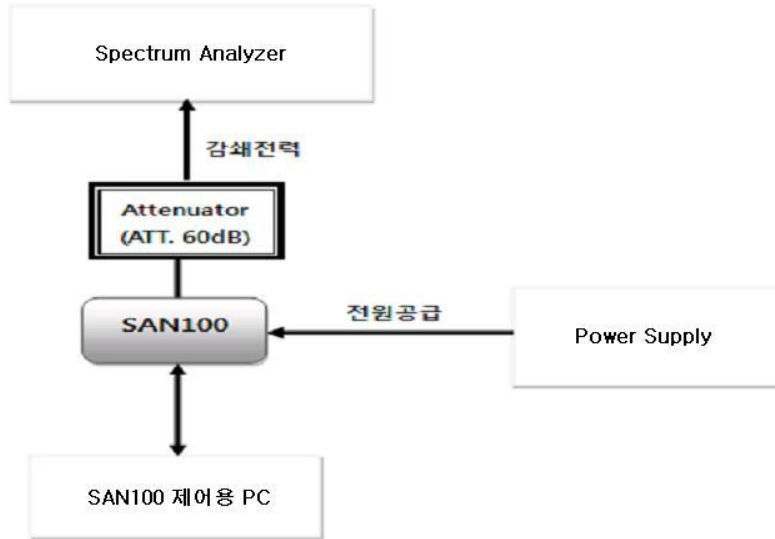 Spectrum Analyzer
감쇄전력
Attenuator
(ATT. 60dB)
SAN100
전원공급
Power Supply
SAN100 제어용 PC